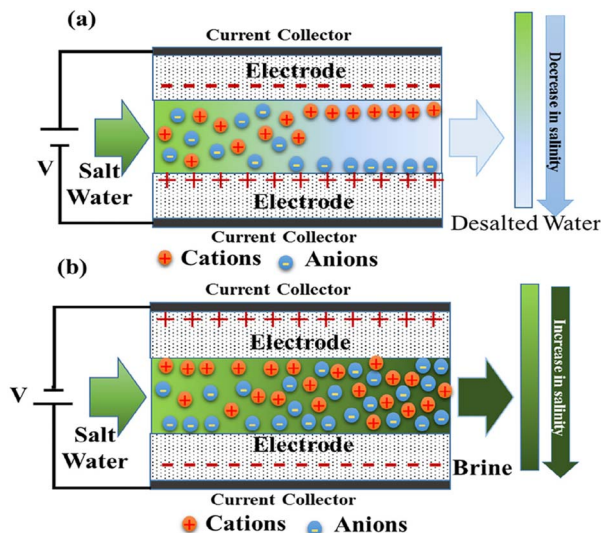 (a)
Current Collector
Electrode
V
Salt
Water
Electrode
Current Collector
Cations
Anions
Decrease in salinity
Desalted Water
(b)
Current Collector
Electrode
V
Salt
Water
Electrode
Current Collector
Cations
Anions
Brine
Increase in salinity